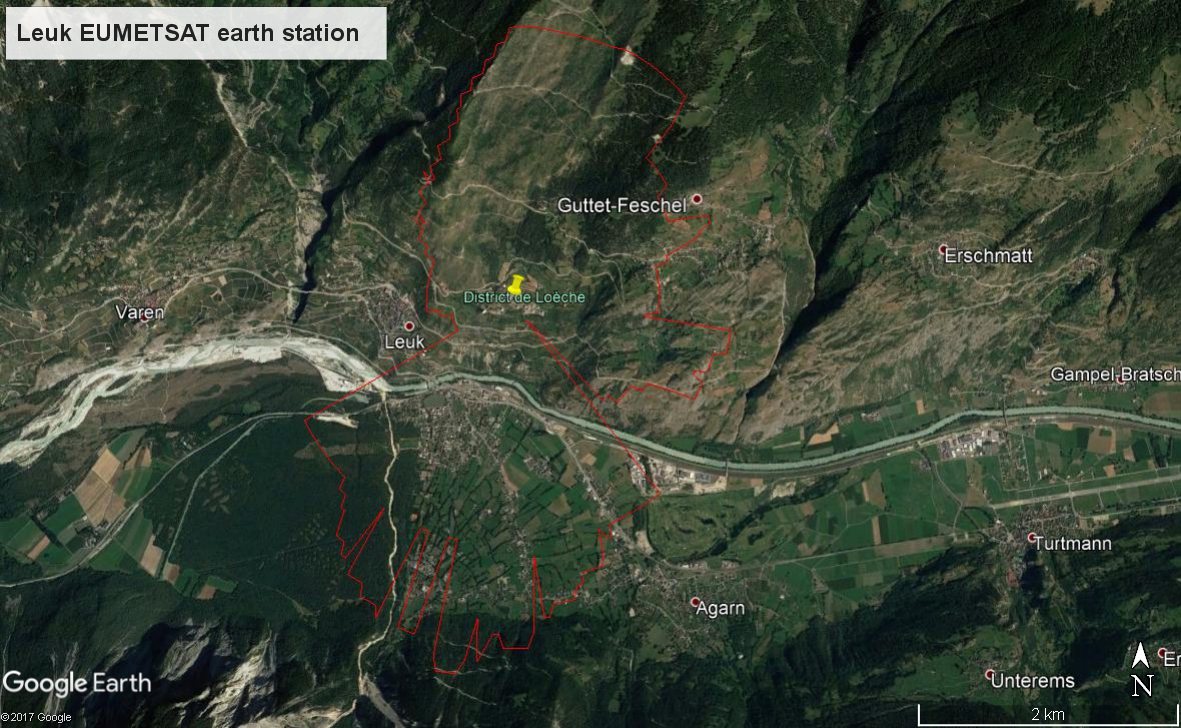 Leuk EUMETSAT earth station
Guttet-Feschel
Erschmatt
District de Loèche
Varen
Leuk
Gampel Bratsch
Turtmann
Agarn
Er
Unterems
N
Google Earth
©2017 Google
2 km